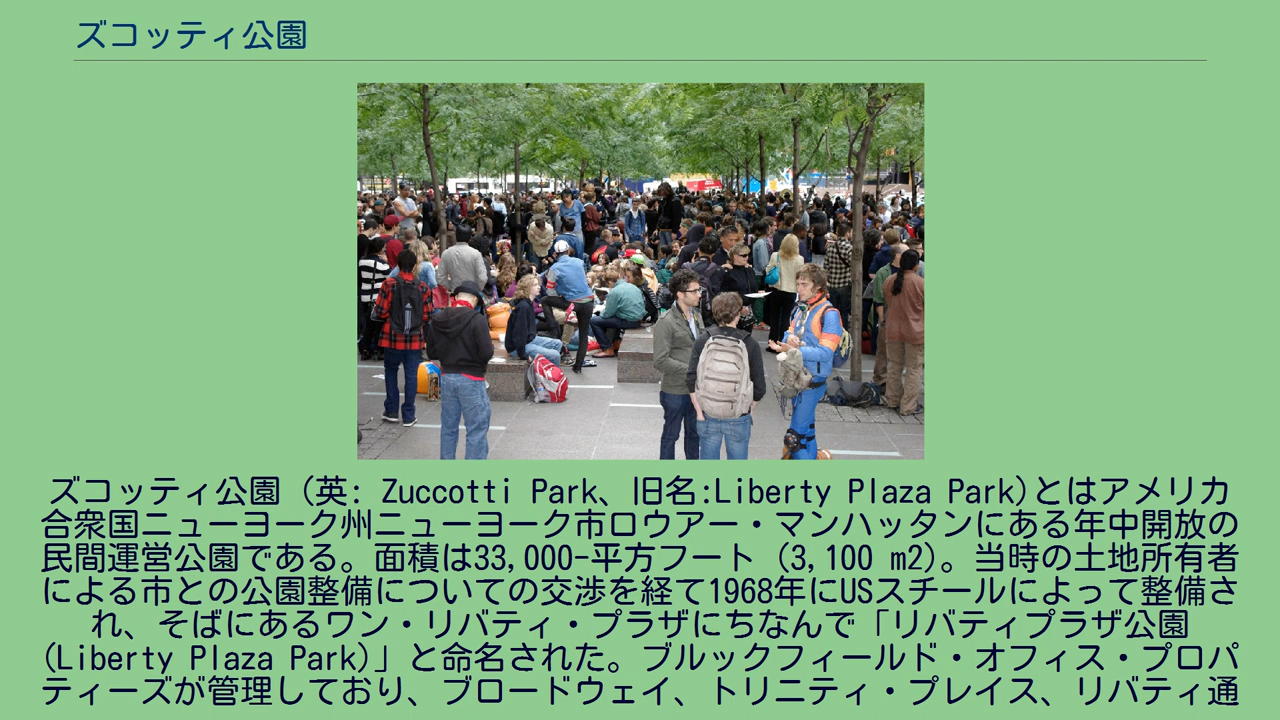 ズコッティ公園
ズコッティ公園（英: Zuccotti Park、旧名:Liberty Plaza Park)とはアメリカ
合衆国ニューヨーク州ニューヨーク市ロウアー・マンハッタンにある年中開放の
民間運営公園である。面積は33,000-平方フート（3,100 m2)。当時の土地所有者
による市との公園整備についての交渉を経て1968年にUSスチールによって整備さ
れ、そばにあるワン・リバティ・プラザにちなんで「リバティプラザ公園
(Liberty Plaza Park)」と命名された。ブルックフィールド・オフィス・プロパ
ティーズが管理しており、ブロードウェイ、トリニティ・プレイス、リバティ通